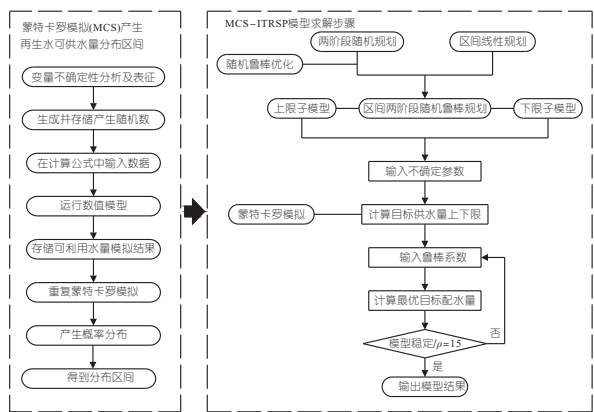 蒙特卡罗模拟(MCS)产生
再生水可供水量分布区间
变量不确定性分析及表征
生成并存储产生随机数
在计算公式中输入数据
运行数值模型
存储可利用水量模拟结果
重复蒙特卡罗模拟
产生概率分布
得到分布区间
MCS-ITRSP模型求解步骤
两阶段随机规划
区间线性规划
随机鲁棒优化
上限子模型
区间两阶段随机鲁棒规划
下限子模型
输入不确定参数
蒙特卡罗模拟
计算目标供水量上下限
输入鲁棒系数
计算最优目标配水量
模型稳定/ρ=15
否
是
输出模型结果